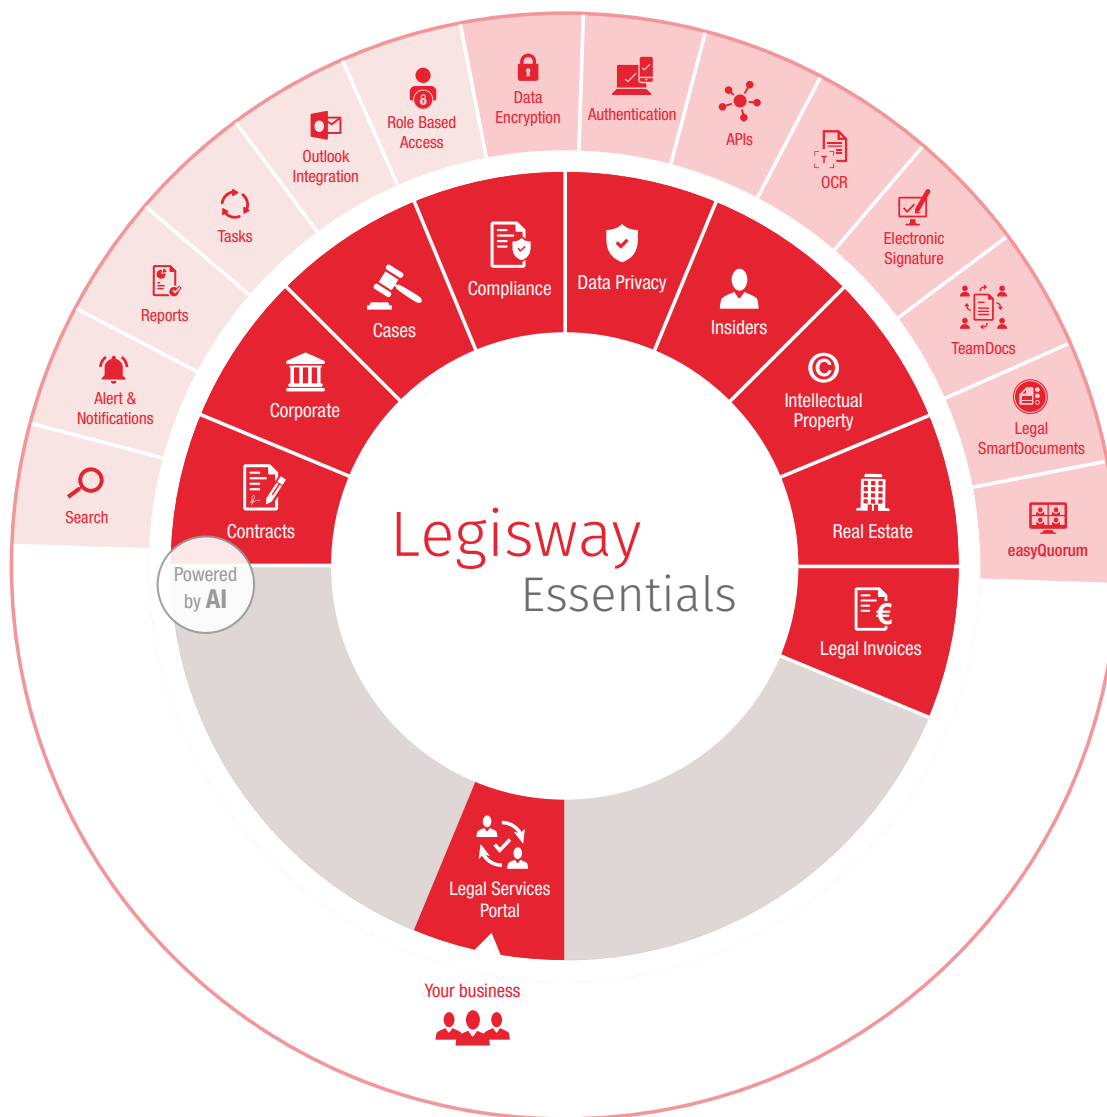 Search
Alert &
Notifications
Reports
Tasks
Outlook
Integration
Role Based
Access
Data
Encryption
Authentication
APIs
T
OCR
Electronic
Signature
TeamDocs
Legal
SmartDocuments
easyQuorum
Contracts
Corporate
Cases
Compliance
Data Privacy
Insiders
©
Intellectual
Property
Real Estate
€
Legal Invoices
Legisway
Essentials
Powered
by AI
Legal Services
Portal
Your business